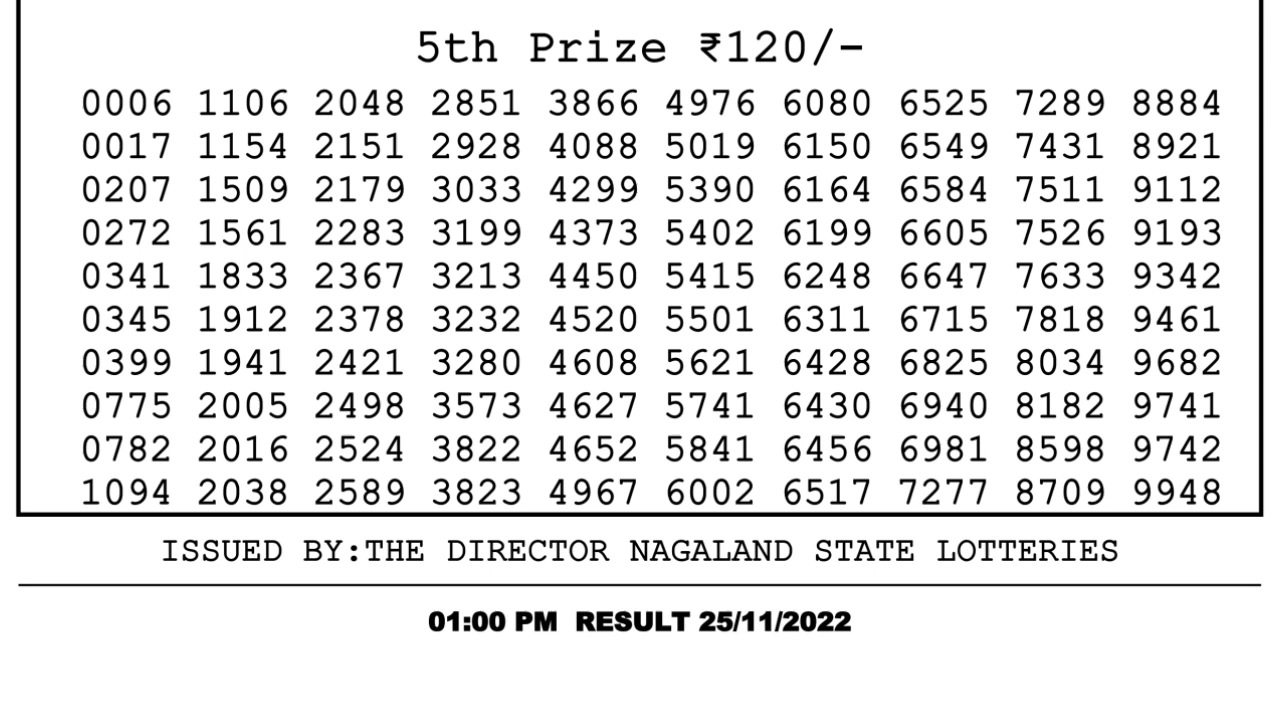 5th Prize ₹120/-
0006 1106 2048 2851 3866 4976 6080 6525 7289 8884
0017 1154 2151 2928 4088 5019 6150 6549 7431 8921
0207 1509 2179 3033 4299 5390 6164 6584 7511 9112
0272 1561 2283 3199 4373 5402 6199 6605 7526 9193
0341 1833 2367 3213 4450 5415 6248 6647 7633 9342
0345 1912 2378 3232 4520 5501 6311 6715 7818 9461
0399 1941 2421 3280 4608 5621 6428 6825 8034 9682
0775 2005 2498 3573 4627 5741 6430 6940 8182 9741
0782 2016 2524 3822 4652 5841 6456 6981 8598 9742
1094 2038 2589 3823 4967 6002 6517 7277 8709 9948
ISSUED BY:THE DIRECTOR NAGALAND STATE LOTTERIES
01:00 PM RESULT 25/11/2022